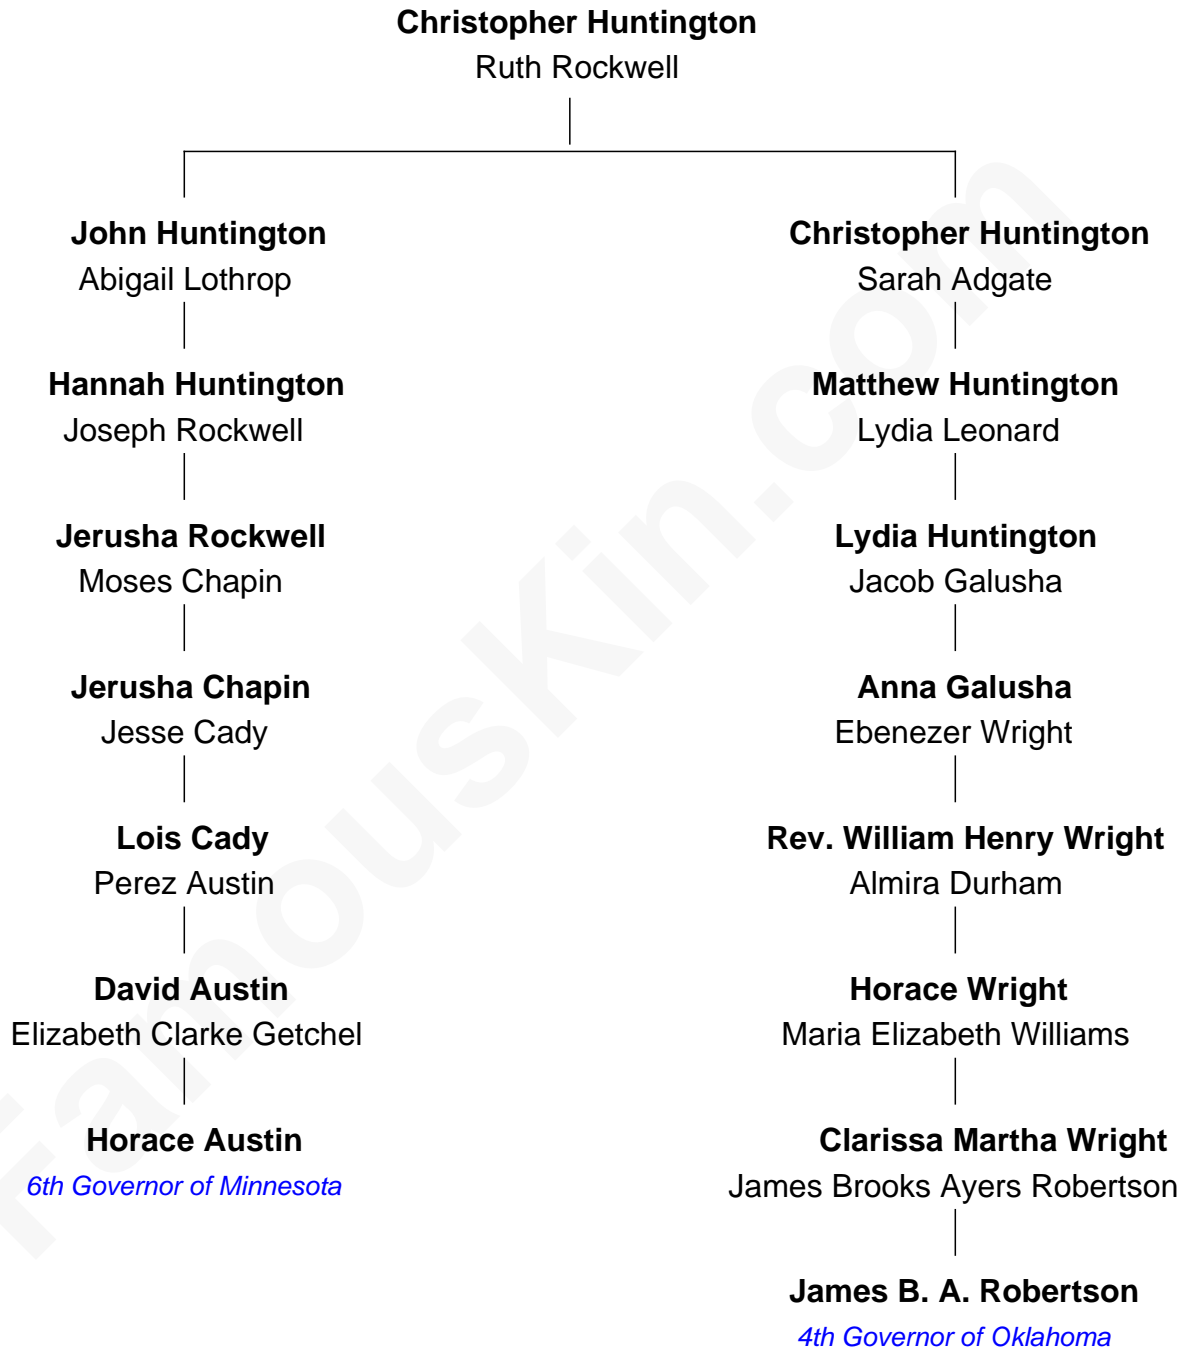 Christopher Huntington
Ruth Rockwell
John Huntington
Abigail Lothrop
Hannah Huntington
Joseph Rockwell
Jerusha Rockwell
Moses Chapin
Jerusha Chapin
Jesse Cady
Lois Cady
Perez Austin
David Austin
Elizabeth Clarke Getchel
Horace Austin
6th Governor of Minnesota
Christopher Huntington
Sarah Adgate
Matthew Huntington
Lydia Leonard
Lydia Huntington
Jacob Galusha
Anna Galusha
Ebenezer Wright
Rev. William Henry Wright
Almira Durham
Horace Wright
Maria Elizabeth Williams
Clarissa Martha Wright
James Brooks Ayers Robertson
James B. A. Robertson
4th Governor of Oklahoma
FamousKin.com